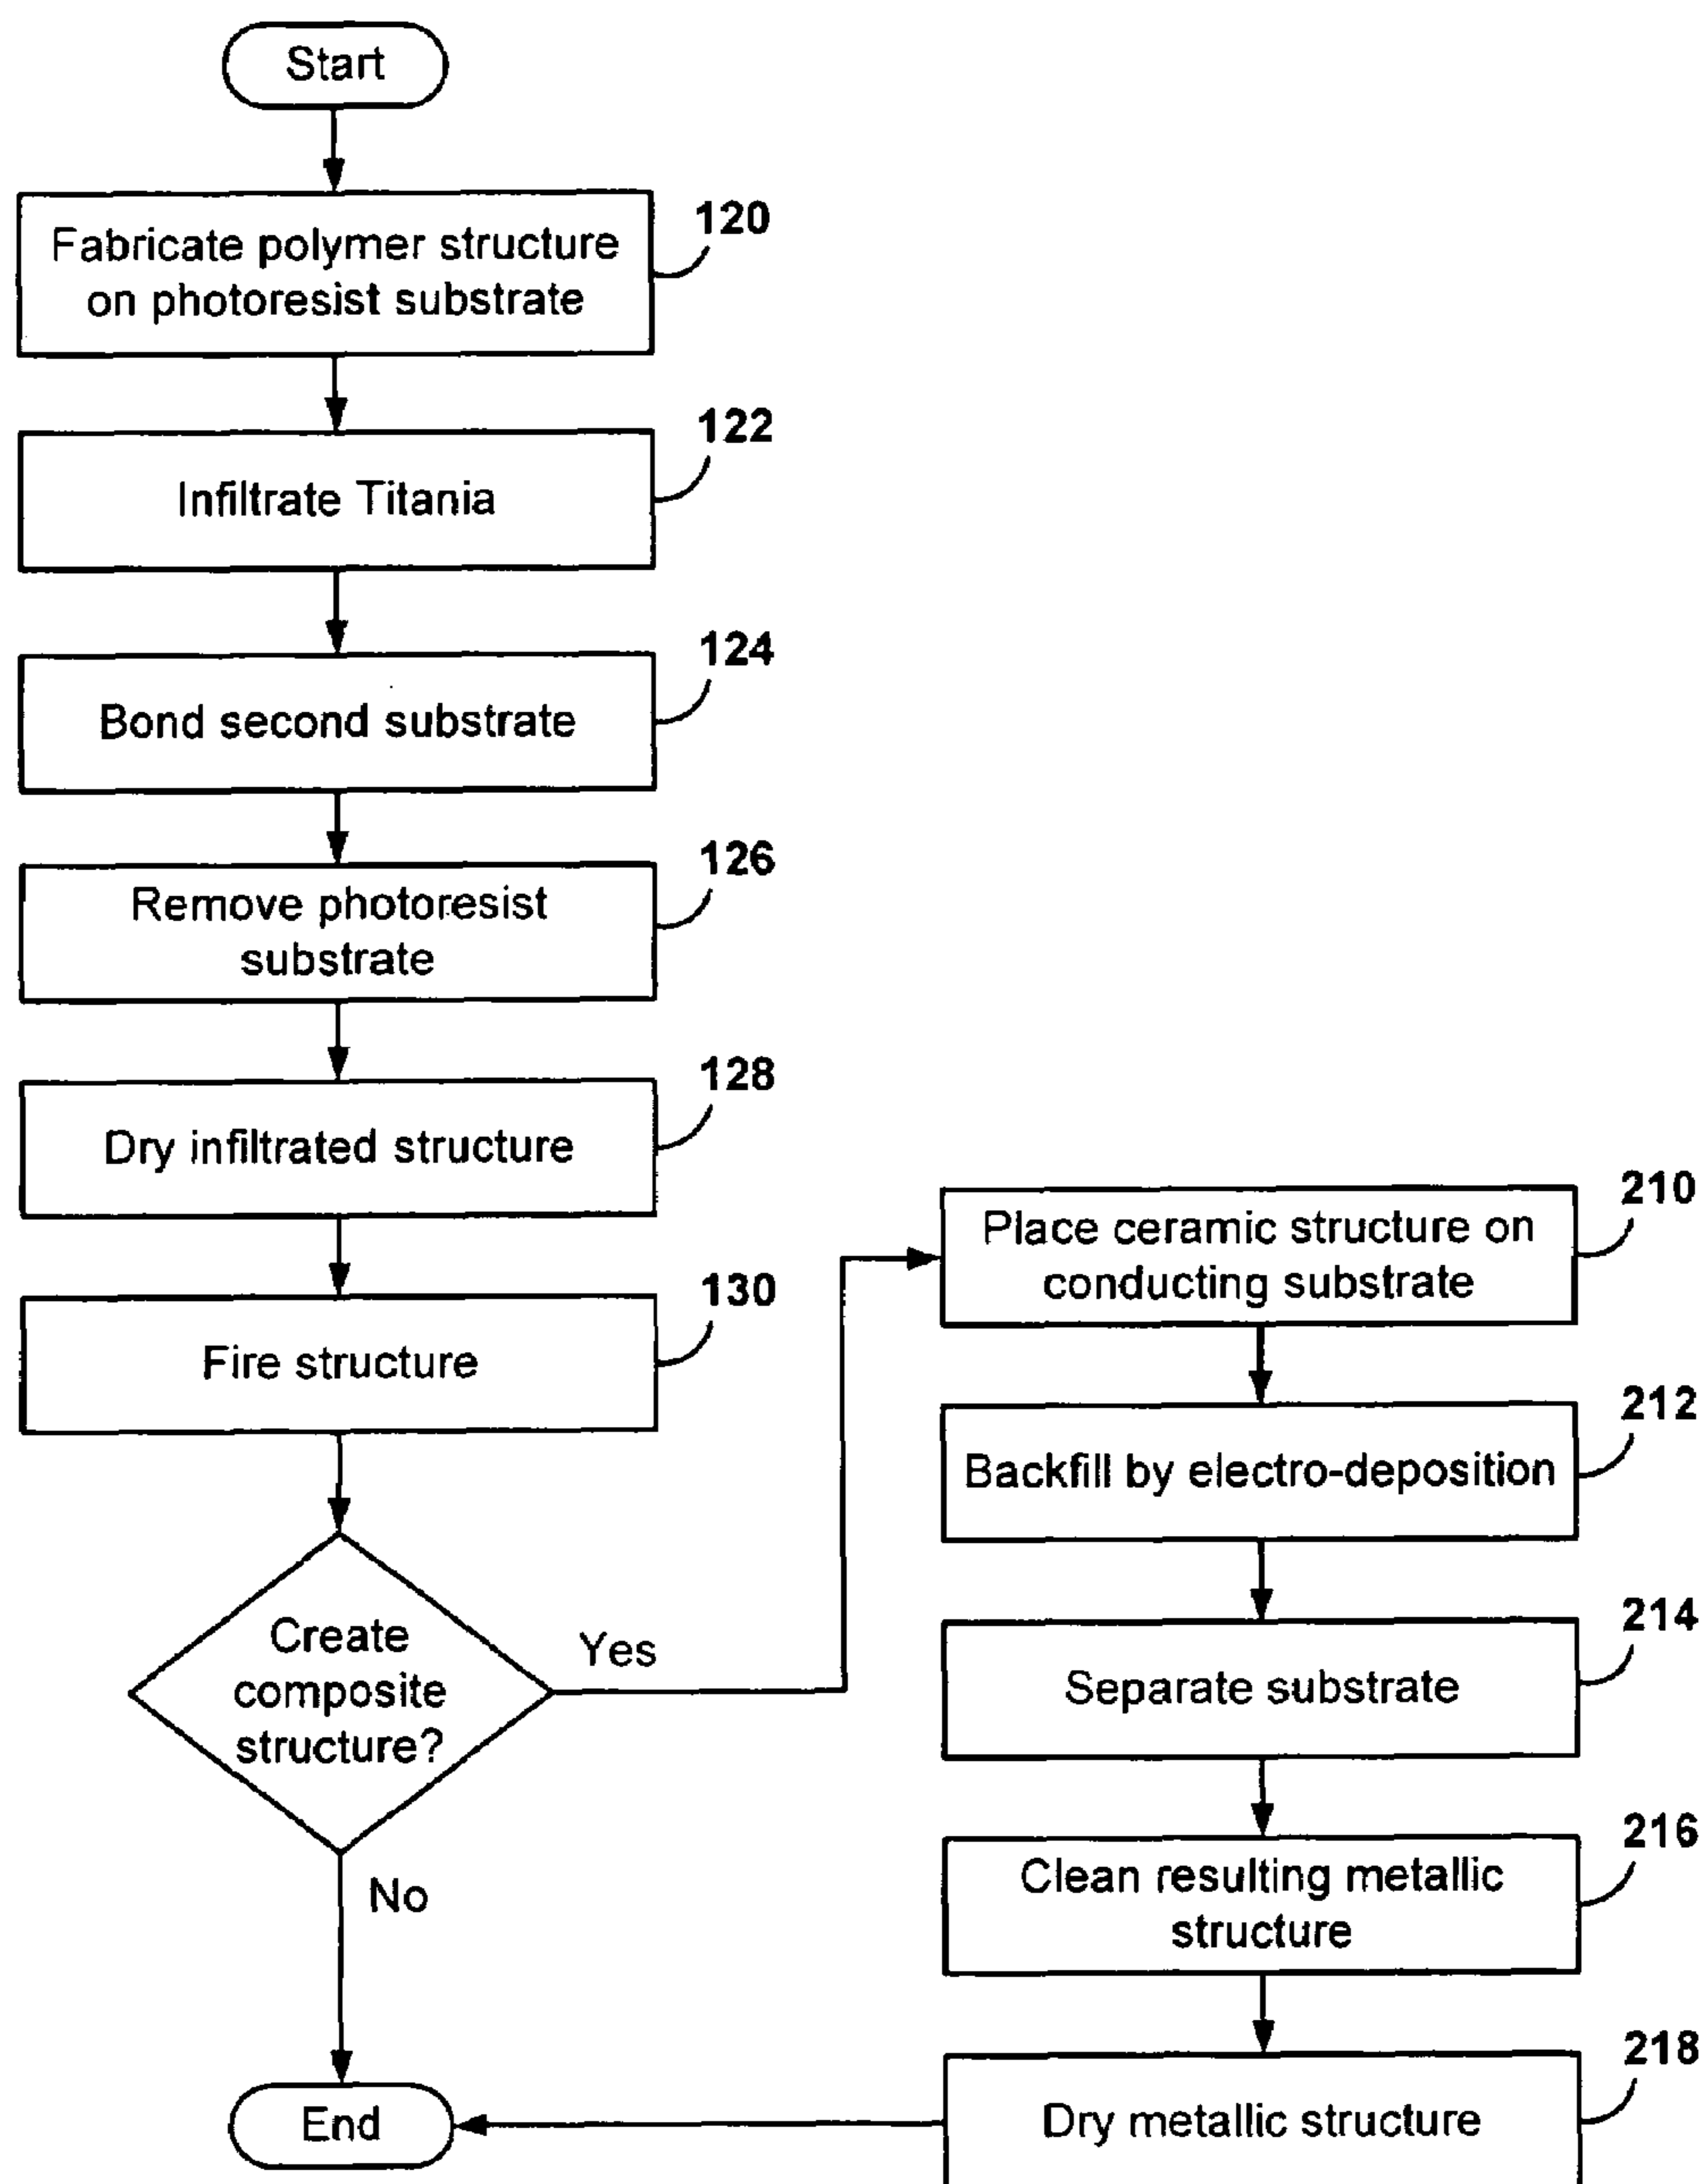 Start
Fabricate polymer structure
on photoresist substrate
120
Infiltrate Titania
122
Bond second substrate
124
Remove photoresist
substrate
126
Dry infiltrated structure
128
Fire structure
130
Create
composite
structure?
Yes
No
Place ceramic structure on
conducting substrate
210
Backfill by electro-deposition
212
Separate substrate
214
Clean resulting metallic
structure
216
Dry metallic structure
218
End